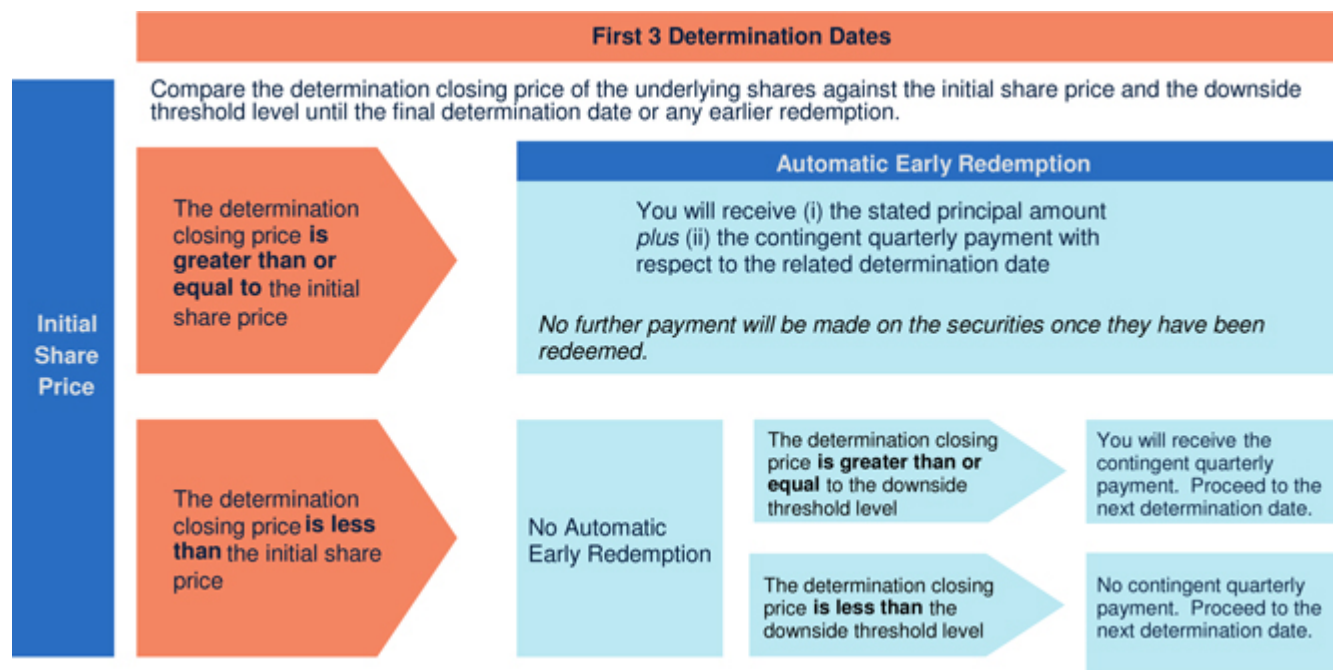 First 3 Determination Dates
Compare the determination closing price of the underlying shares against the initial share price and the downside
threshold level until the final determination date or any earlier redemption.
Initial
Share
Price
The determination
closing price is
greater than or
equal to the initial
share price
Automatic Early Redemption
You will receive (i) the stated principal amount
plus (ii) the contingent quarterly payment with
respect to the related determination date
No further payment will be made on the securities once they have been
redeemed.
The determination
closing price is less
than the initial share
price
No Automatic
Early Redemption
The determination closing
price is greater than or
equal to the downside
threshold level
You will receive the
contingent quarterly
payment. Proceed to the
next determination date.
The determination closing
price is less than the
downside threshold level
No contingent quarterly
payment. Proceed to the
next determination date.